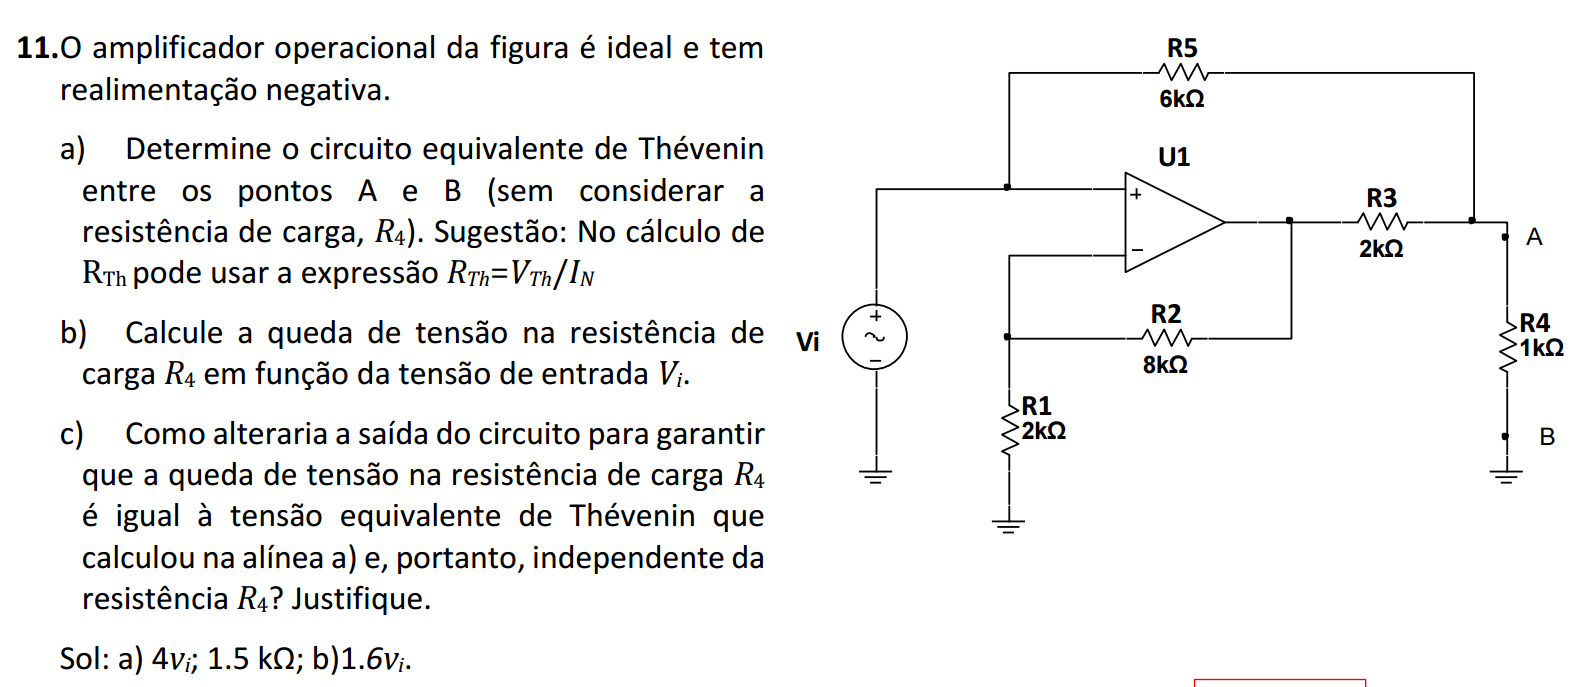 11.O amplificador operacional da figura é ideal e tem
realimentação negativa.
a) Determine o circuito equivalente de Thévenin
entre os pontos A e B (sem considerar a
resistência de carga, R4). Sugestão: No cálculo de
RTh pode usar a expressão RTh=VTh/IN
b) Calcule a queda de tensão na resistência de
carga R4 em função da tensão de entrada Vi.
c) Como alteraria a saída do circuito para garantir
que a queda de tensão na resistência de carga R4
é igual à tensão equivalente de Thévenin que
calculou na alínea a) e, portanto, independente da
resistência R4? Justifique.
Sol: a) 4vi; 1.5 kΩ; b)1.6vi.
R5
6kΩ
U1
+
−
R3
2kΩ
A
R2
8kΩ
Vi
+
~
−
R4
1kΩ
R1
2kΩ
B